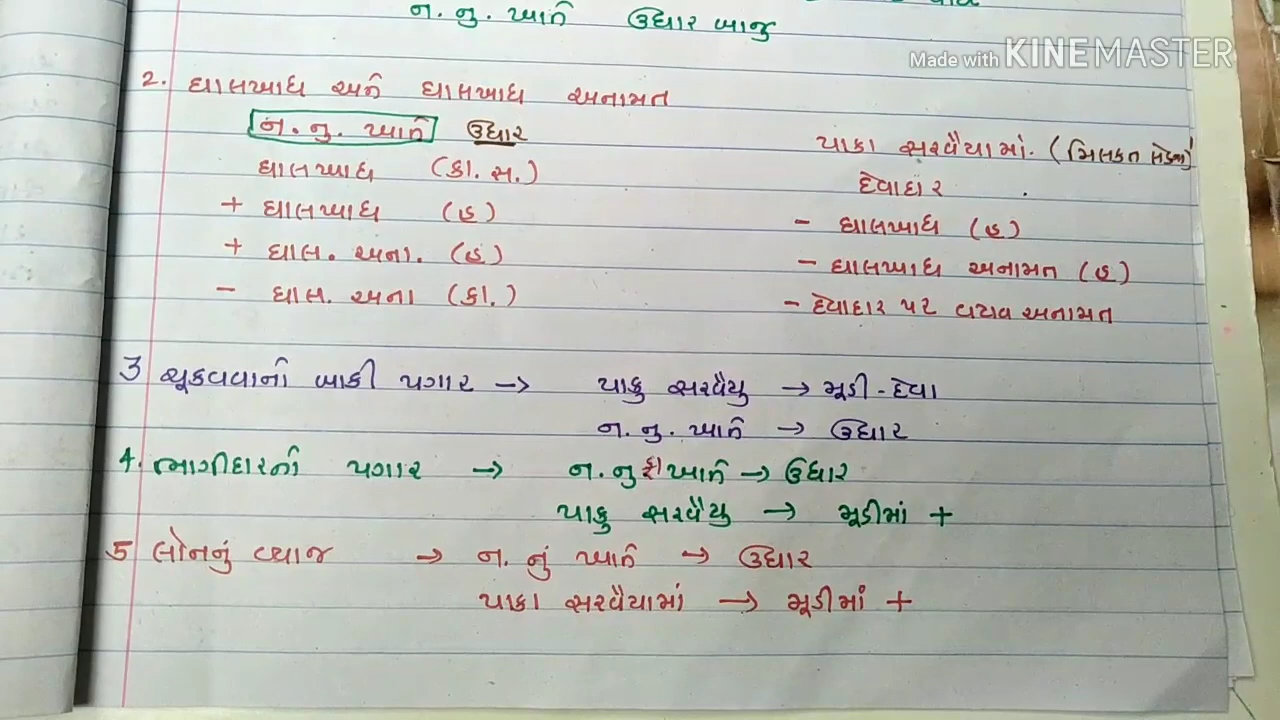 ન. નુ. ખાતે ઉધાર બાજુ
Made with KINEMASTER
2. ઘાલખાધ અને ઘાલખાધ અનામત
ન. નુ. ખાતે ઉધાર
પાકા સરવૈયામાં. (મિલકત
ઘાલખાધ (કા. સ.)
દેવાદાર
+ ઘાલખાધ (હ)
- ઘાલખાધ (હ)
+ ઘાલ. અના. (હ)
- ઘાલખાધ અનામત (હ)
- ઘાલ. અના (કા.)
- દેવાદાર પર વટાવ અનામત
3 ચૂકવવાનો બાકી પગાર → પાકુ સરવૈયુ → મૂડી - દેવા
ન. નુ. ખાતે → ઉધાર
4. ભાગીદારનો પગાર → ન. નુ ખાતે → ઉધાર
પાકુ સરવૈયુ → મૂડીમાં +
5 લોનનું વ્યાજ → ન. નું ખાતે → ઉધાર
પાકા સરવૈયામાં → મૂડીમાં +